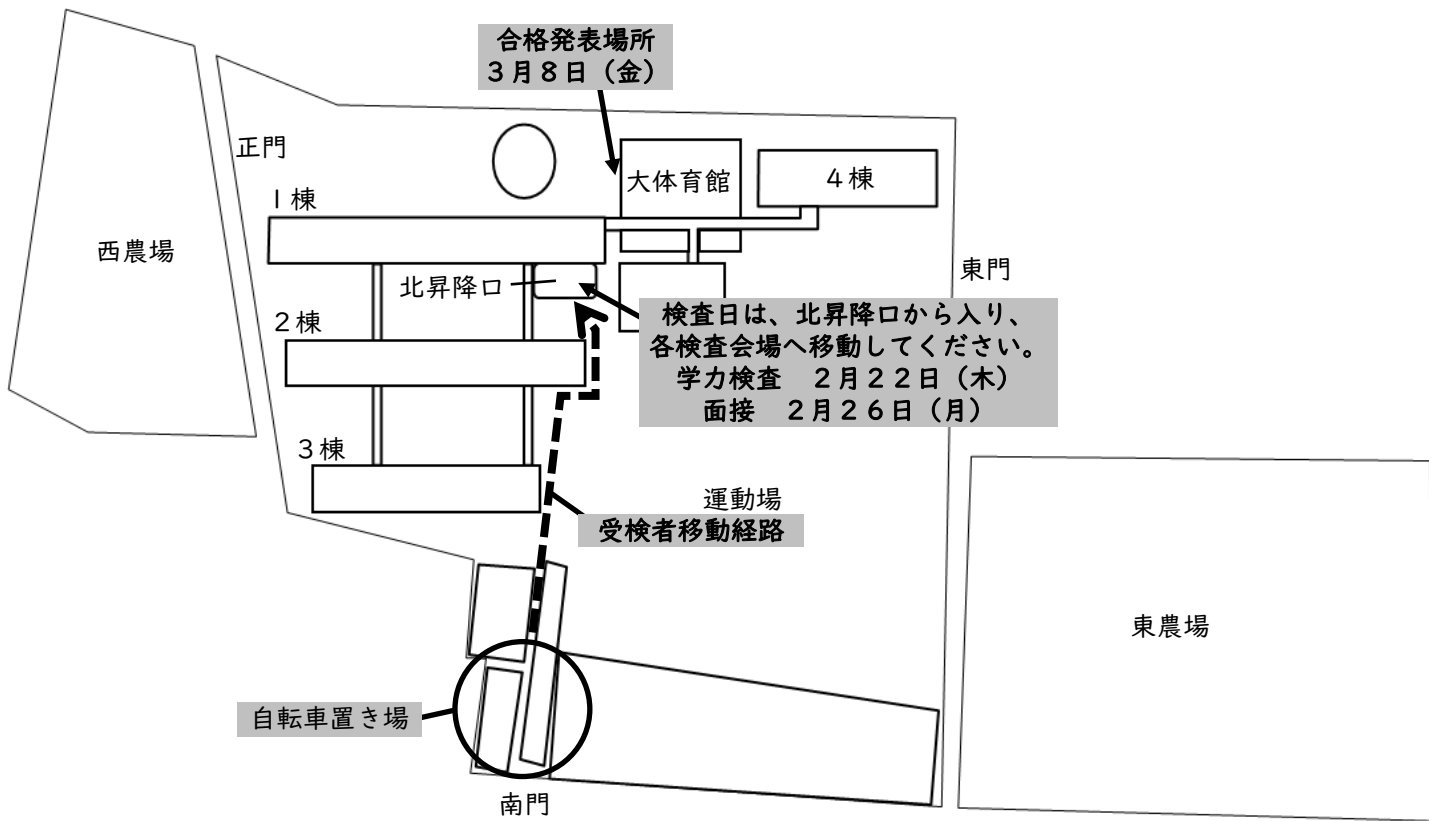 合格発表場所
３月８日（金）
正門
大体育館
４棟
１棟
西農場
東門
北昇降口
検査日は、北昇降口から入り、
各検査会場へ移動してください。
学力検査　２月２２日（木）
面接　２月２６日（月）
２棟
３棟
運動場
受検者移動経路
東農場
自転車置き場
南門